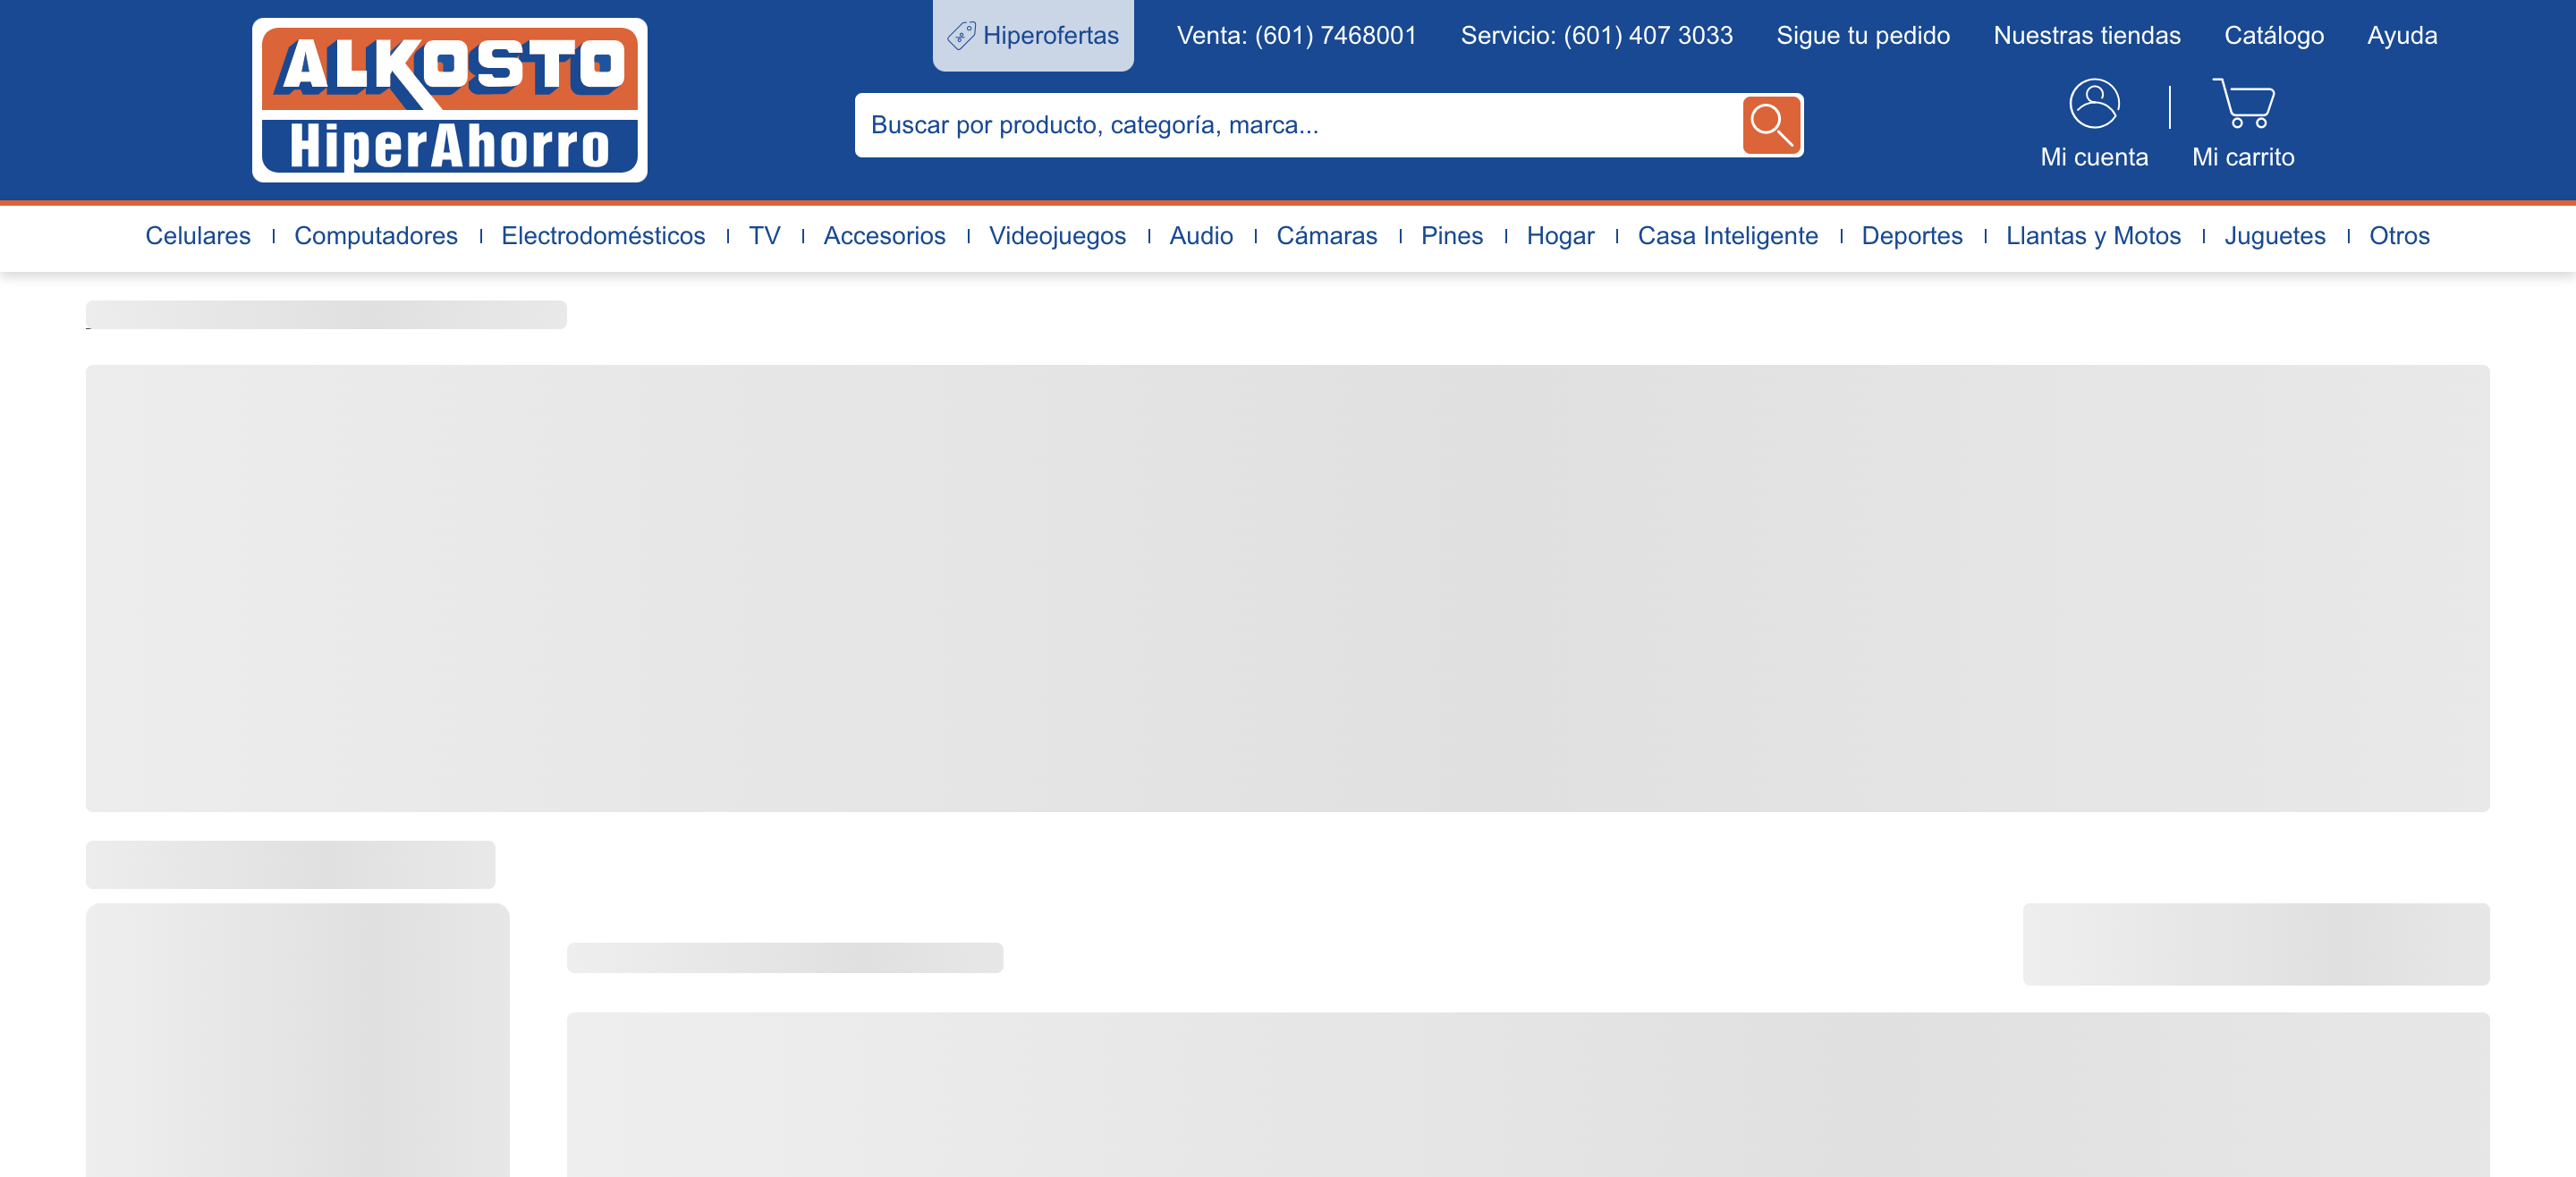 ALKOSTO
HiperAhorro
Hiperofertas
Venta: (601) 7468001
Servicio: (601) 407 3033
Sigue tu pedido
Nuestras tiendas
Catálogo
Ayuda
Buscar por producto, categoría, marca...
Mi cuenta
Mi carrito
Celulares
Computadores
Electrodomésticos
TV
Accesorios
Videojuegos
Audio
Cámaras
Pines
Hogar
Casa Inteligente
Deportes
Llantas y Motos
Juguetes
Otros